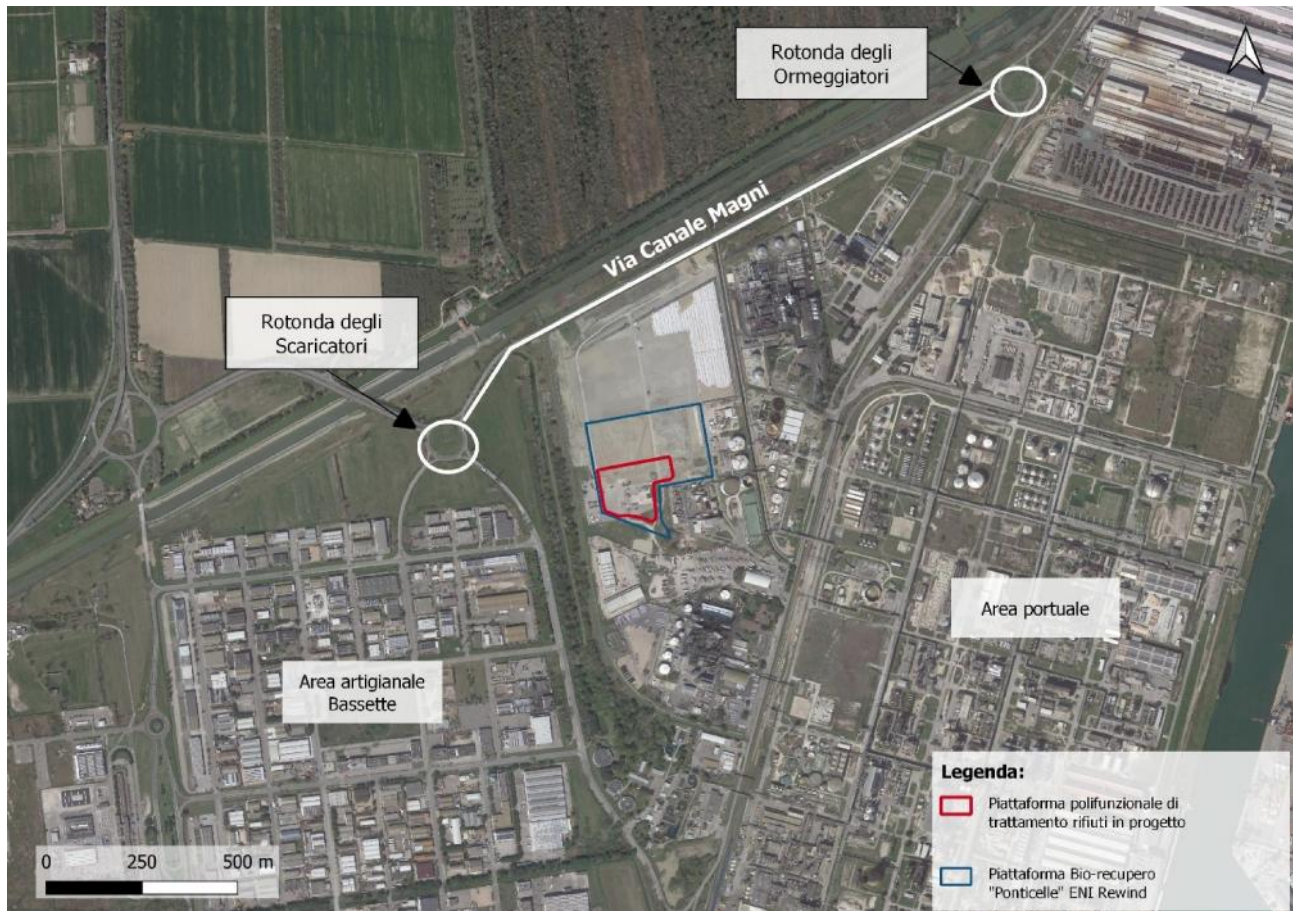 Rotonda degli
Ormeggiatori
Via Canale Magni
Rotonda degli
Scaricatori
Area portuale
Area artigianale
Bassette
Legenda:
Piattaforma polifunzionale di
trattamento rifiuti in progetto
Piattaforma Bio-recupero
"Ponticelle" ENI Rewind
0 250 500 m